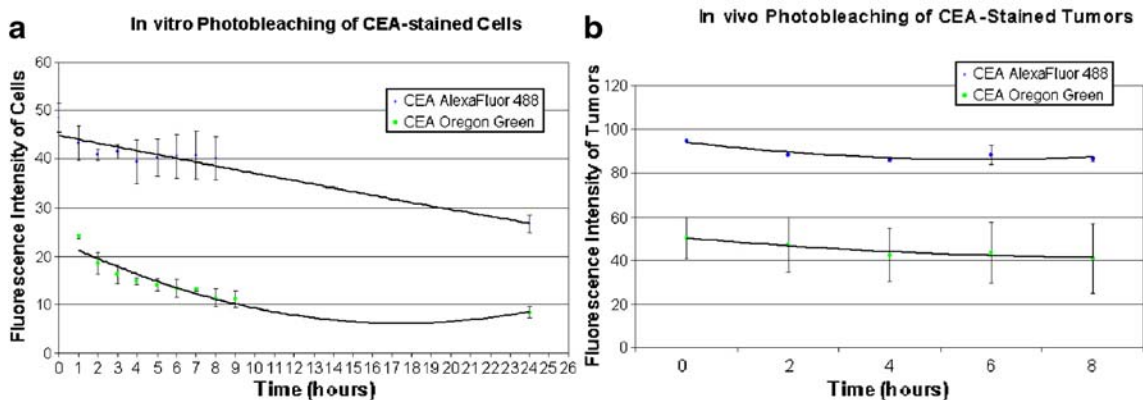 a
In vitro Photobleaching of CEA-stained Cells
Fluorescence Intensity of Cells
60
50
40
30
20
10
0
CEA AlexaFluor 488
CEA Oregon Green
0 1 2 3 4 5 6 7 8 9 10 11 12 13 14 15 16 17 18 19 20 21 22 23 24 25 26
Time (hours)
b
In vivo Photobleaching of CEA-Stained Tumors
Fluorescence Intensity of Tumors
120
100
80
60
40
20
0
CEA AlexaFluor 488
CEA Oregon Green
0 2 4 6 8
Time (hours)